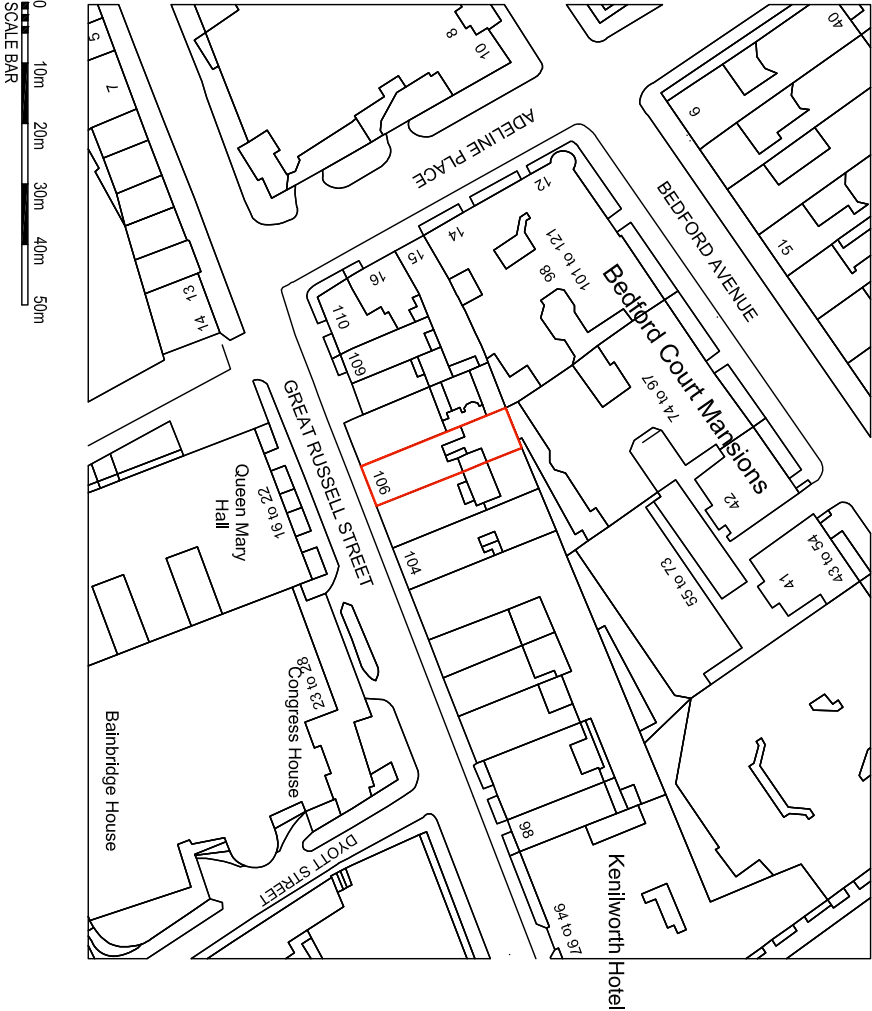 SCALE BAR
0
10m
20m
30m
40m
50m
5
7
13
14
8
10
ADELINE PLACE
BEDFORD AVENUE
40
9
15
12
14
15
16
110
109
101 to 121
98
Bedford Court Mansions
74 to 97
42
41
43 to 54
55 to 73
106
104
GREAT RUSSELL STREET
Queen Mary
Hall
16 to 22
23 to 28
Congress House
Bainbridge House
DYOTT STREET
98
94 to 97
Kenilworth Hotel